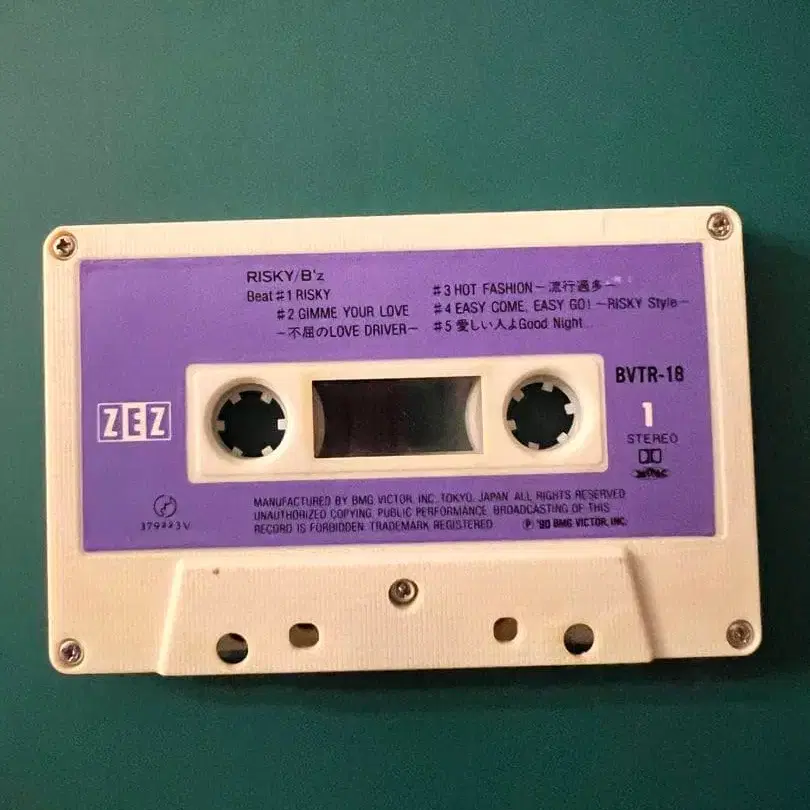 RISKY/B'z
Beat #1 RISKY
#2 GIMME YOUR LOVE
-不屈のLOVE DRIVER-
#3 HOT FASHION-流行過多-
#4 EASY COME, EASY GO! -RISKY Style-
#5 愛しい人よGood Night...
BVTR-18
ZEZ
1
STEREO
MANUFACTURED BY BMG VICTOR, INC. TOKYO, JAPAN. ALL RIGHTS RESERVED.
UNAUTHORIZED COPYING, PUBLIC PERFORMANCE, BROADCASTING OF THIS
RECORD IS FORBIDDEN. TRADEMARK REGISTERED. Ⓟ '90 BMG VICTOR, INC.